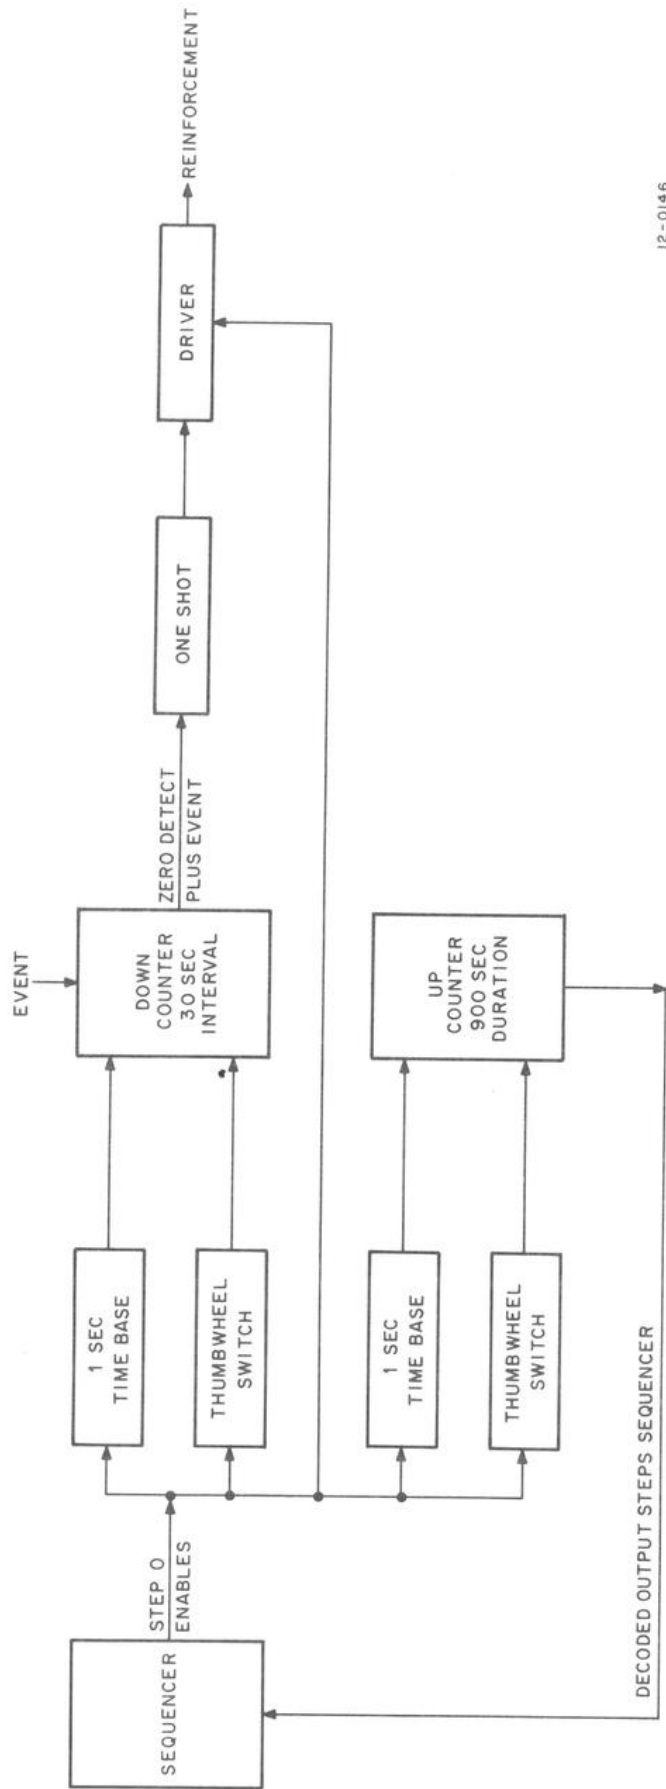 SEQUENCER
STEP 0
ENABLES
1 SEC
TIME BASE
THUMBWHEEL
SWITCH
EVENT
DOWN
COUNTER
30 SEC
INTERVAL
ZERO DETECT
PLUS EVENT
ONE SHOT
DRIVER
REINFORCEMENT
1 SEC
TIME BASE
THUMBWHEEL
SWITCH
UP
COUNTER
900 SEC
DURATION
DECODED OUTPUT STEPS SEQUENCER
12-0146